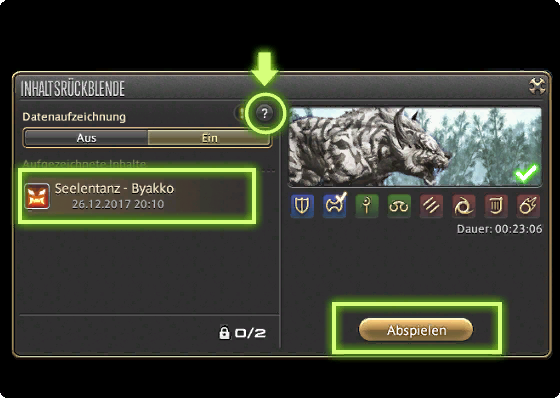 INHALTSRÜCKBLENDE
Datenaufzeichnung
?
Aus
Ein
Aufgezeichnete Inhalte
Seelentanz - Byakko
26.12.2017 20:10
Dauer: 00:23:06
0/2
Abspielen